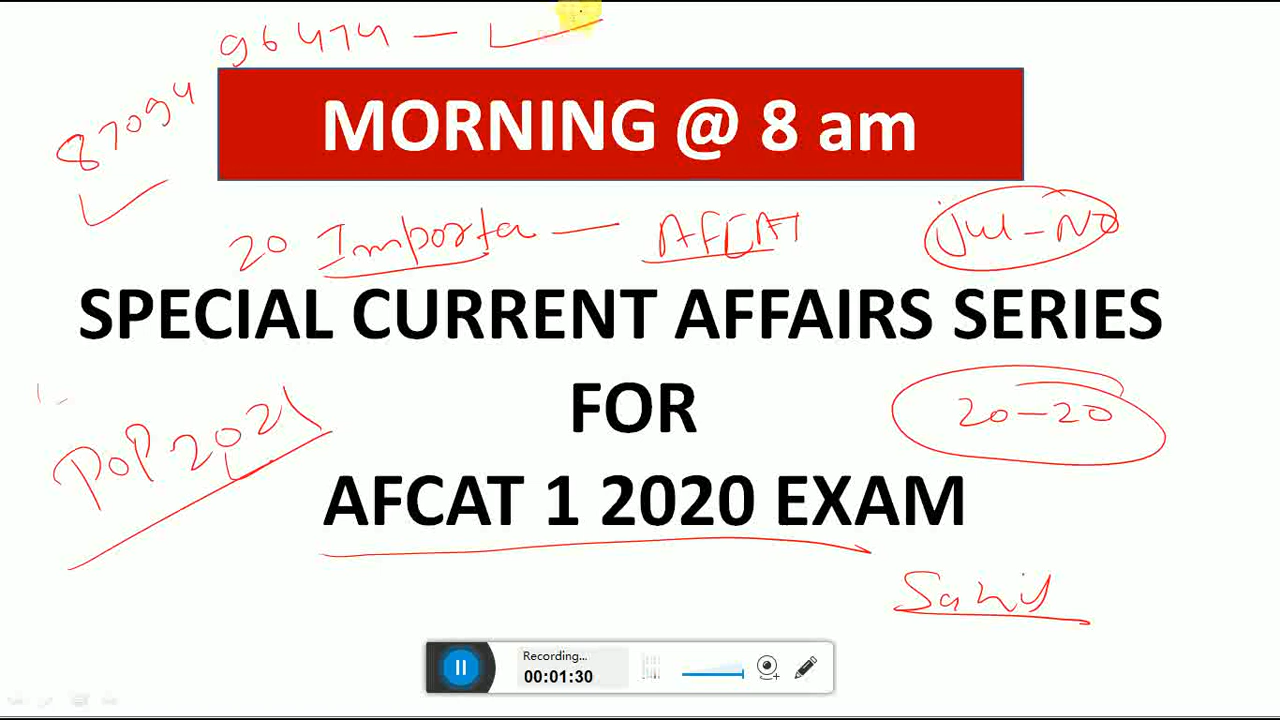 96474 —
87094
MORNING @ 8 am
20 Importa — AFCAT
Jul - No
SPECIAL CURRENT AFFAIRS SERIES
FOR
20-20
POP 2021
AFCAT 1 2020 EXAM
Sahil
Recording...
00:01:30